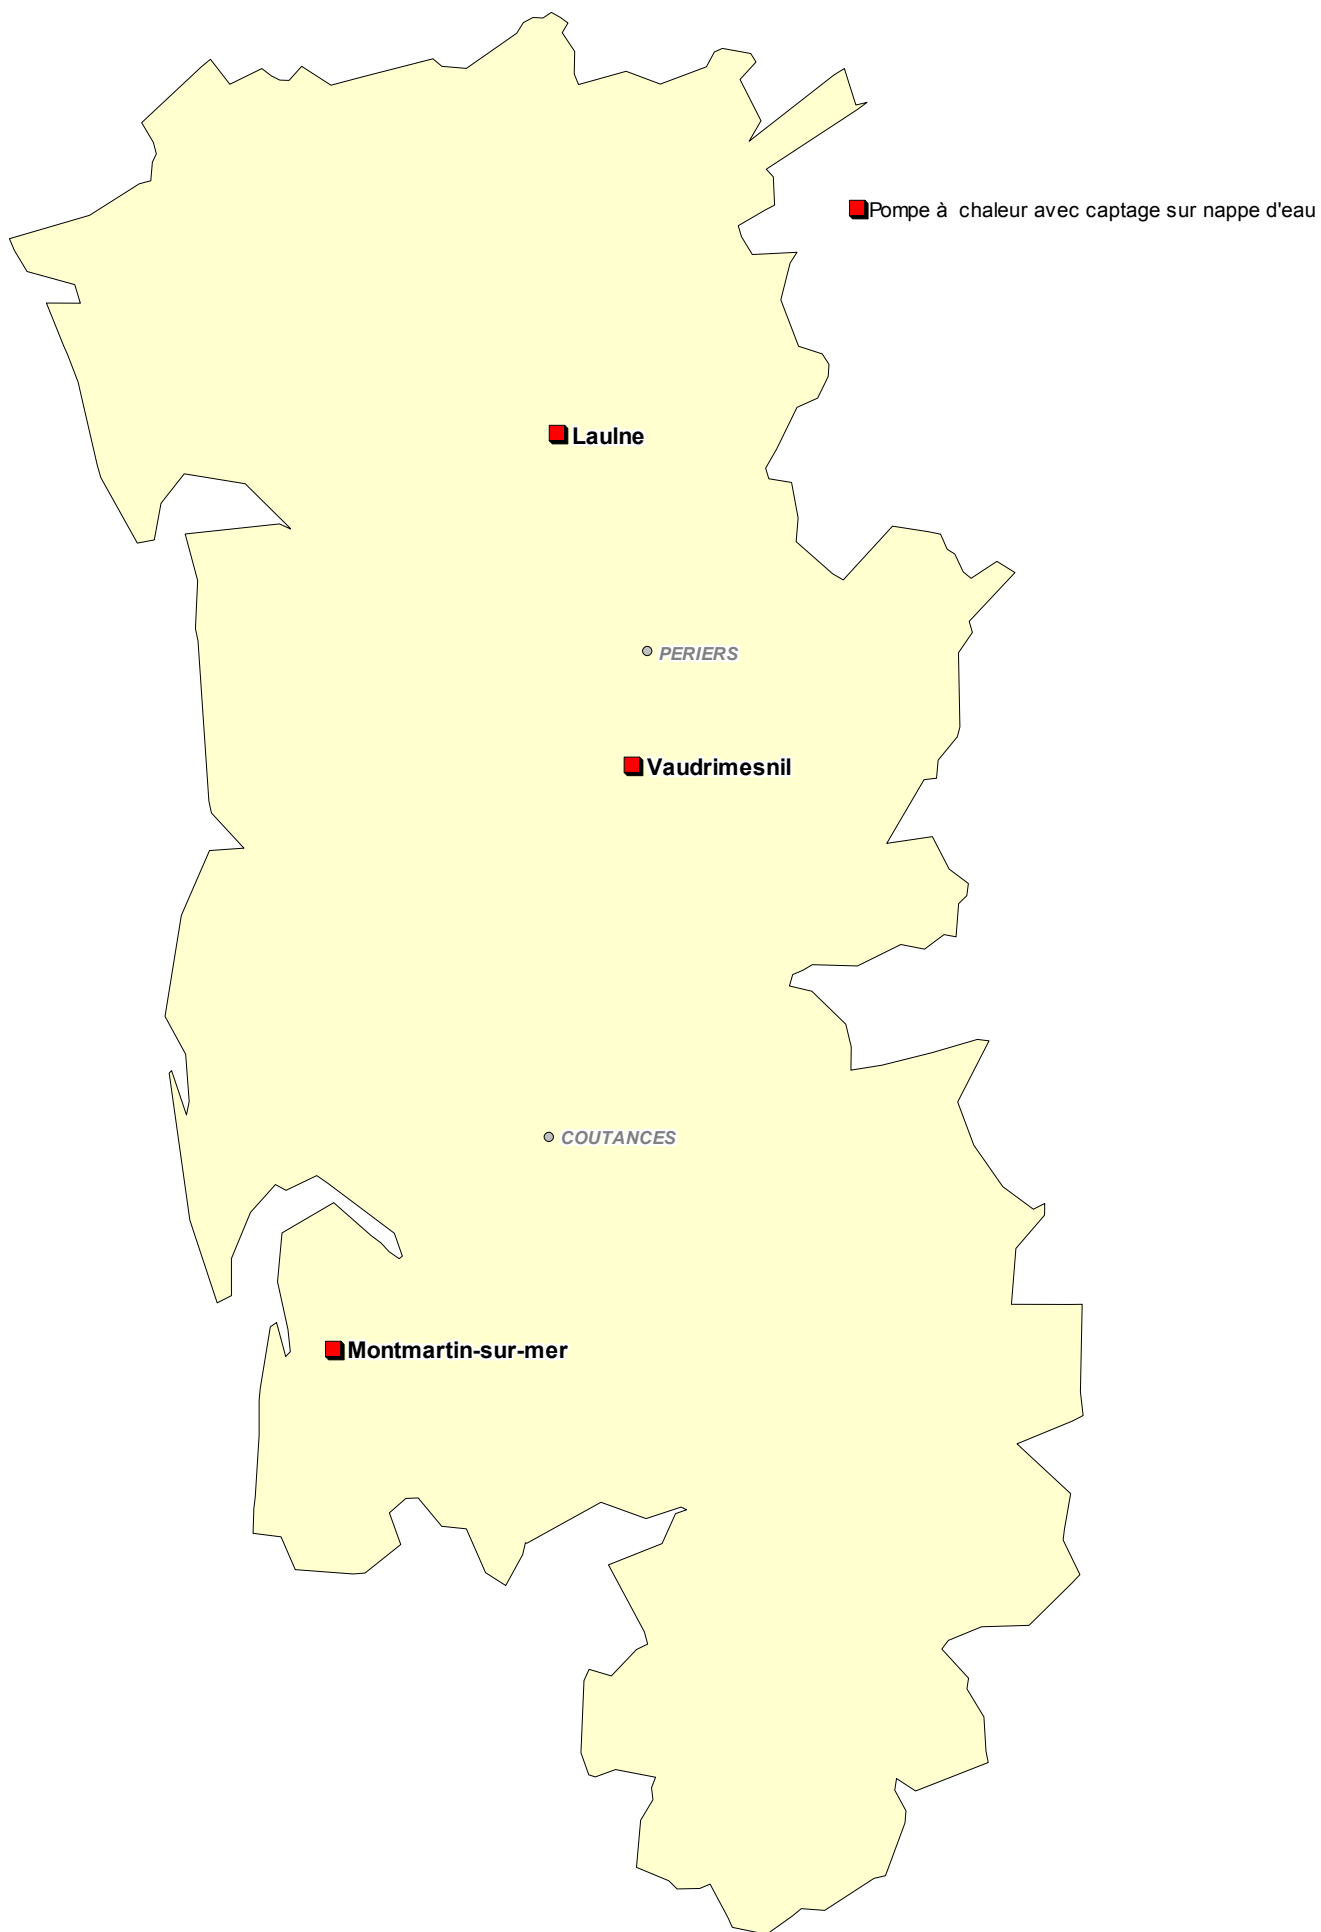 Pompe à  chaleur avec captage sur nappe d'eau
Laulne
PERIERS
Vaudrimesnil
COUTANCES
Montmartin-sur-mer